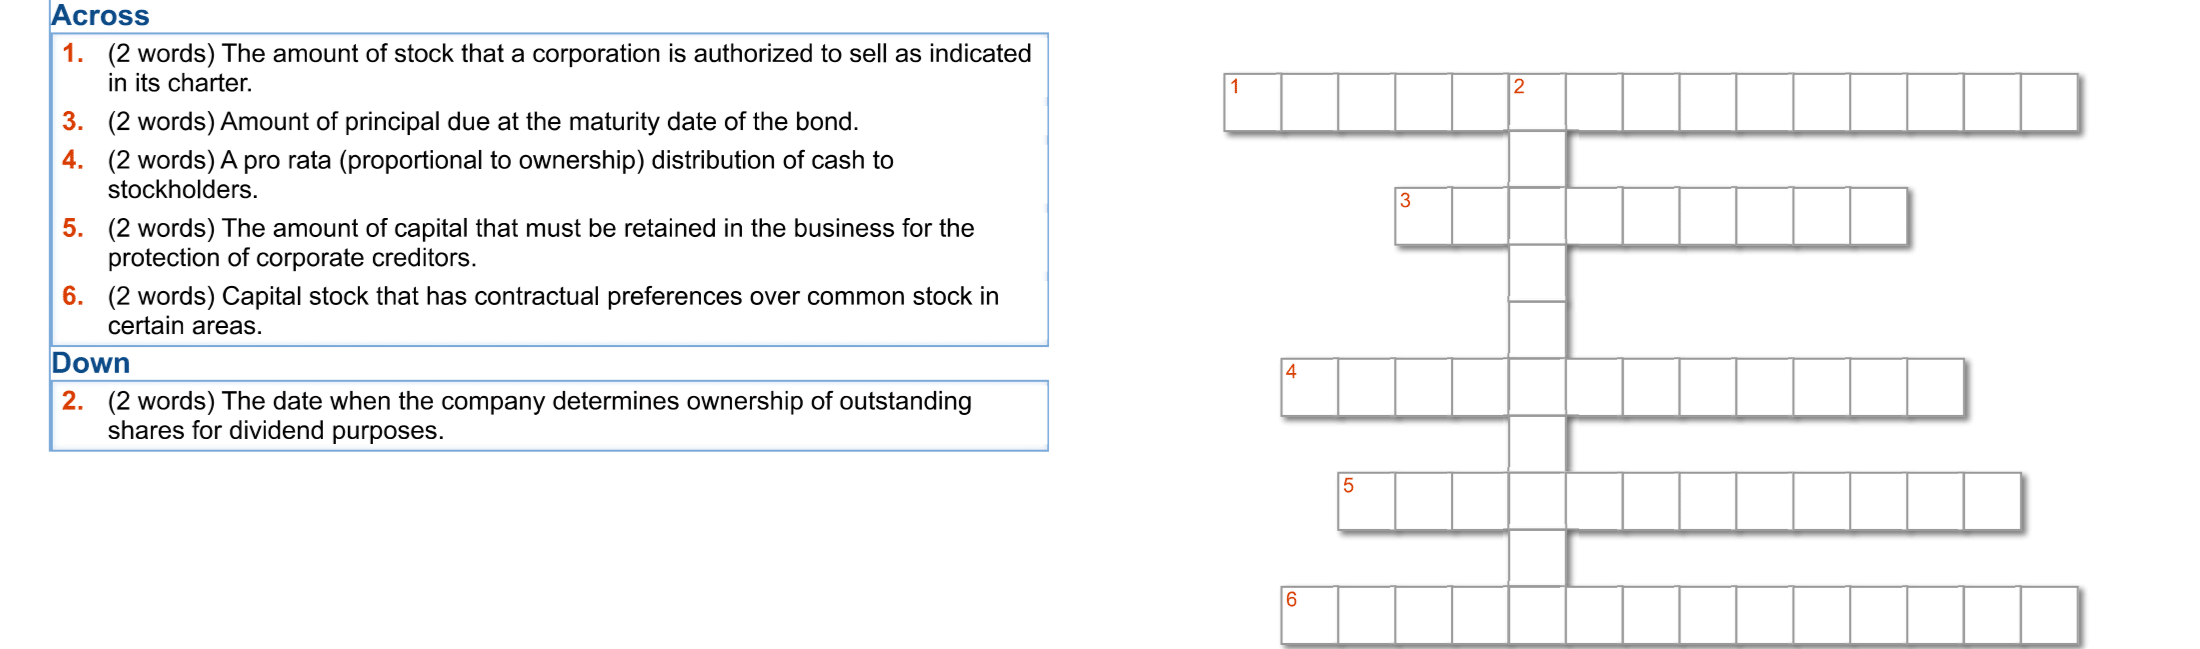 Across
1. (2 words) The amount of stock that a corporation is authorized to sell as indicated
in its charter.
3. (2 words) Amount of principal due at the maturity date of the bond.
4. (2 words) A pro rata (proportional to ownership) distribution of cash to
stockholders.
5. (2 words) The amount of capital that must be retained in the business for the
protection of corporate creditors.
6. (2 words) Capital stock that has contractual preferences over common stock in
certain areas.
Down
2. (2 words) The date when the company determines ownership of outstanding
shares for dividend purposes.
1 2
3
4
5
6